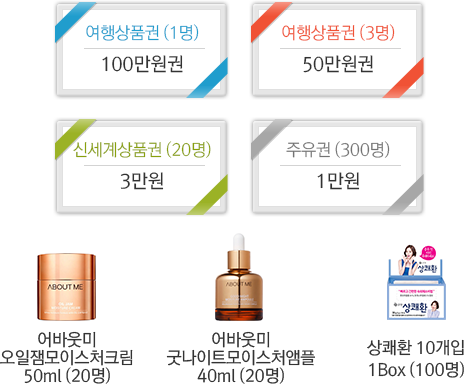 여행상품권 (1명)
100만원권
여행상품권 (3명)
50만원권
신세계상품권 (20명)
3만원
주유권 (300명)
1만원
ABOUT ME
ABOUT ME
상쾌환
상쾌환
어바웃미
오일잼모이스처크림
50ml (20명)
어바웃미
굿나이트모이스처앰플
40ml (20명)
상쾌환 10개입
1Box (100명)